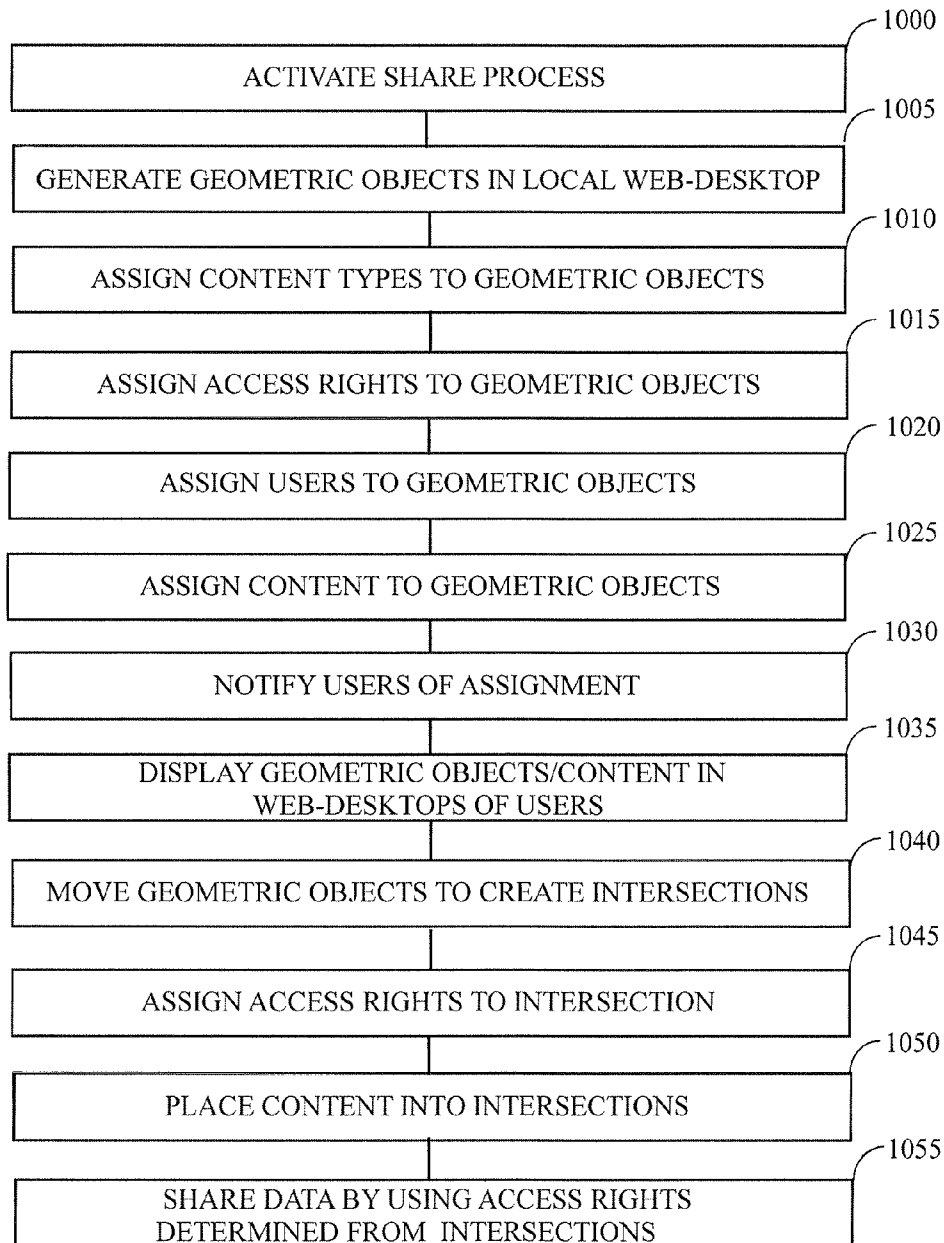 1000
ACTIVATE SHARE PROCESS
1005
GENERATE GEOMETRIC OBJECTS IN LOCAL WEB-DESKTOP
1010
ASSIGN CONTENT TYPES TO GEOMETRIC OBJECTS
1015
ASSIGN ACCESS RIGHTS TO GEOMETRIC OBJECTS
1020
ASSIGN USERS TO GEOMETRIC OBJECTS
1025
ASSIGN CONTENT TO GEOMETRIC OBJECTS
1030
NOTIFY USERS OF ASSIGNMENT
1035
DISPLAY GEOMETRIC OBJECTS/CONTENT IN
WEB-DESKTOPS OF USERS
1040
MOVE GEOMETRIC OBJECTS TO CREATE INTERSECTIONS
1045
ASSIGN ACCESS RIGHTS TO INTERSECTION
1050
PLACE CONTENT INTO INTERSECTIONS
1055
SHARE DATA BY USING ACCESS RIGHTS
DETERMINED FROM INTERSECTIONS